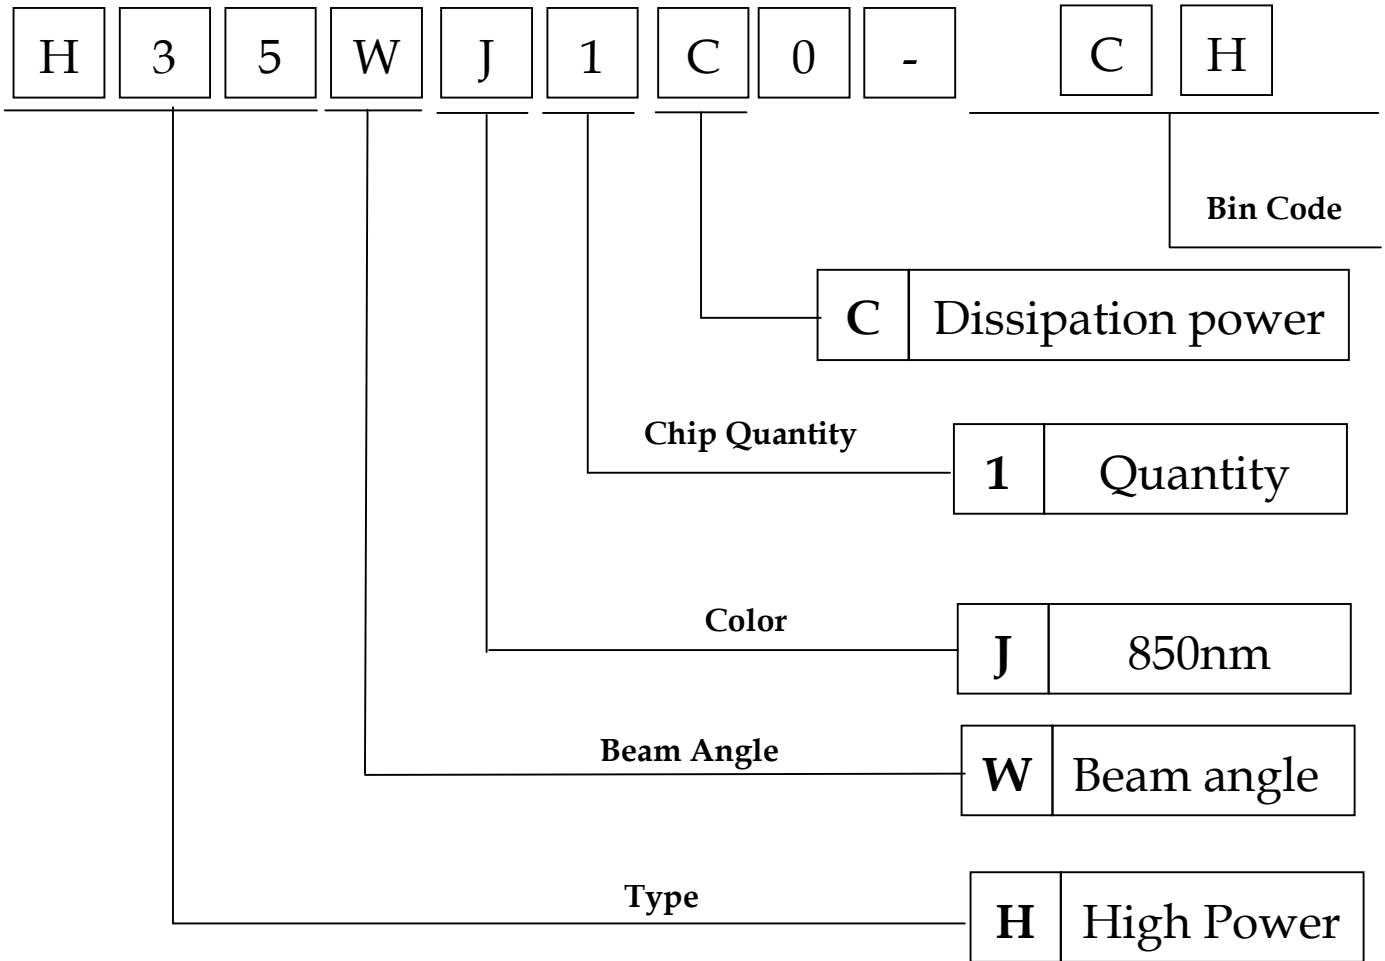 H 3 5 W J 1 C 0 - C H
Bin Code
C Dissipation power
Chip Quantity
1 Quantity
Color
J 850nm
Beam Angle
W Beam angle
Type
H High Power